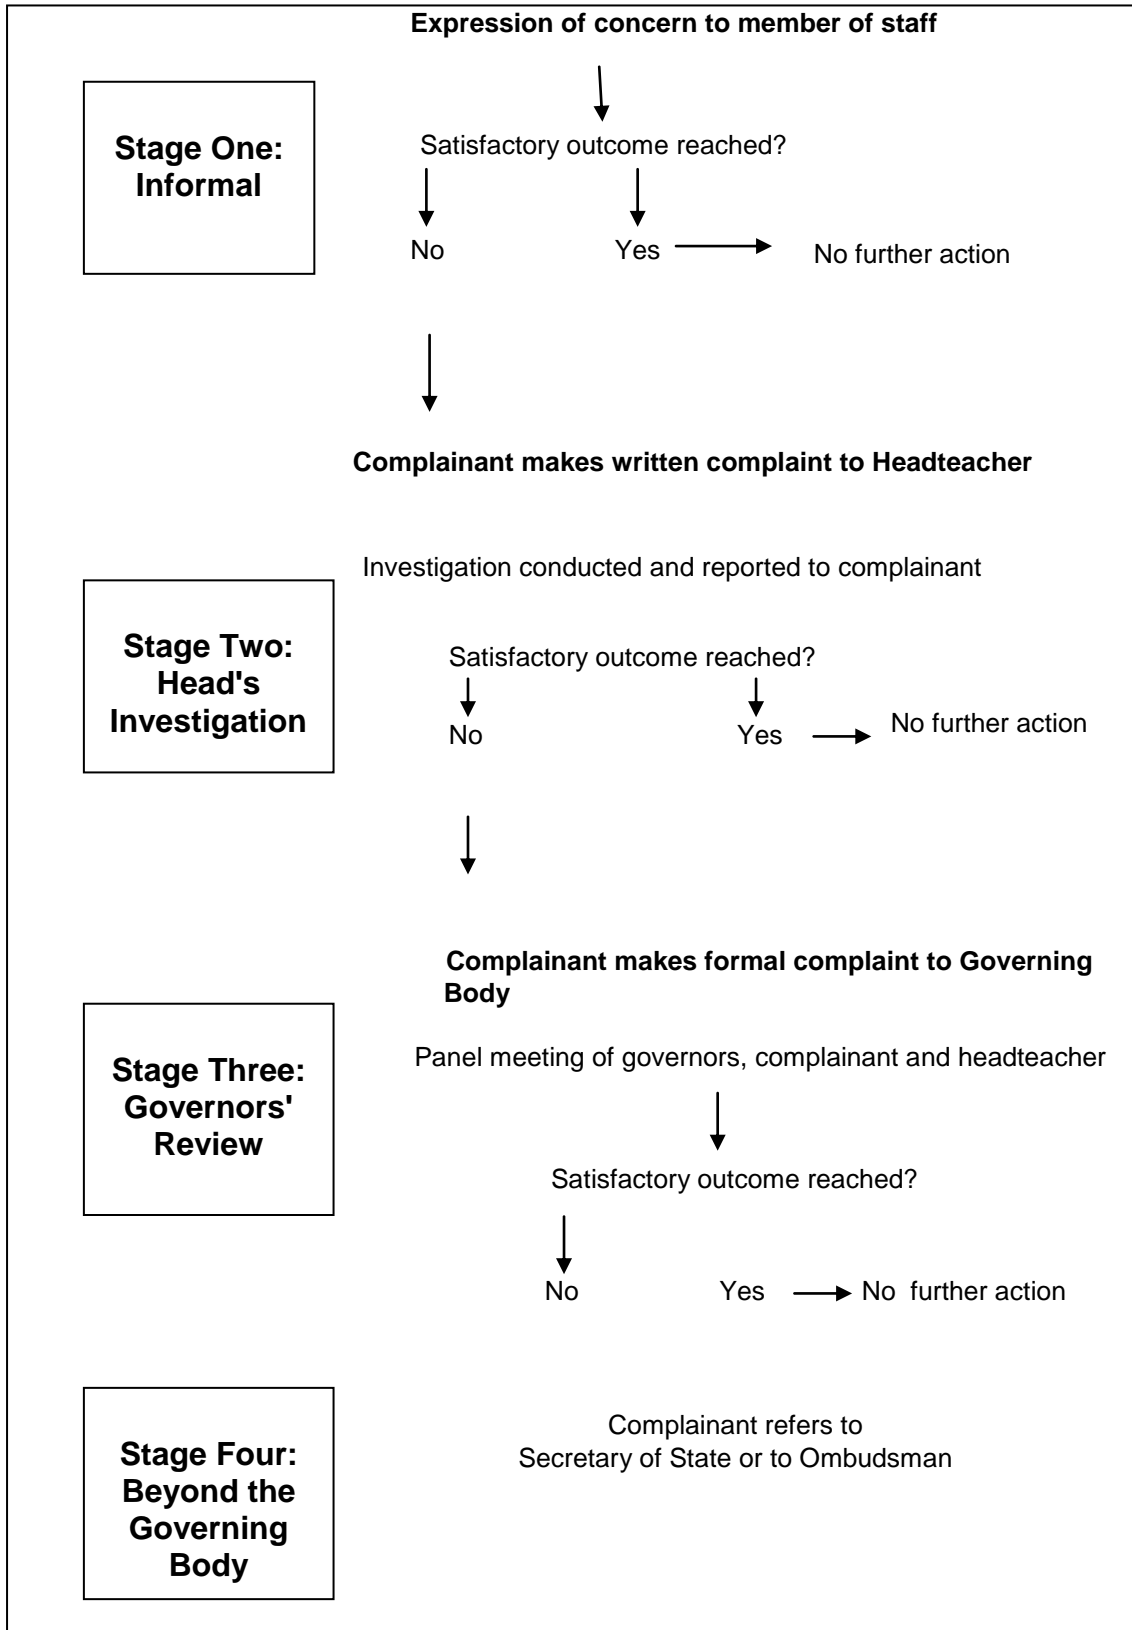 Expression of concern to member of staff
Stage One:
Informal
Satisfactory outcome reached?
No
Yes
No further action
Complainant makes written complaint to Headteacher
Investigation conducted and reported to complainant
Stage Two:
Head's
Investigation
Satisfactory outcome reached?
No
Yes
No further action
Complainant makes formal complaint to Governing
Body
Stage Three:
Governors'
Review
Panel meeting of governors, complainant and headteacher
Satisfactory outcome reached?
No
Yes
No further action
Stage Four:
Beyond the
Governing
Body
Complainant refers to
Secretary of State or to Ombudsman